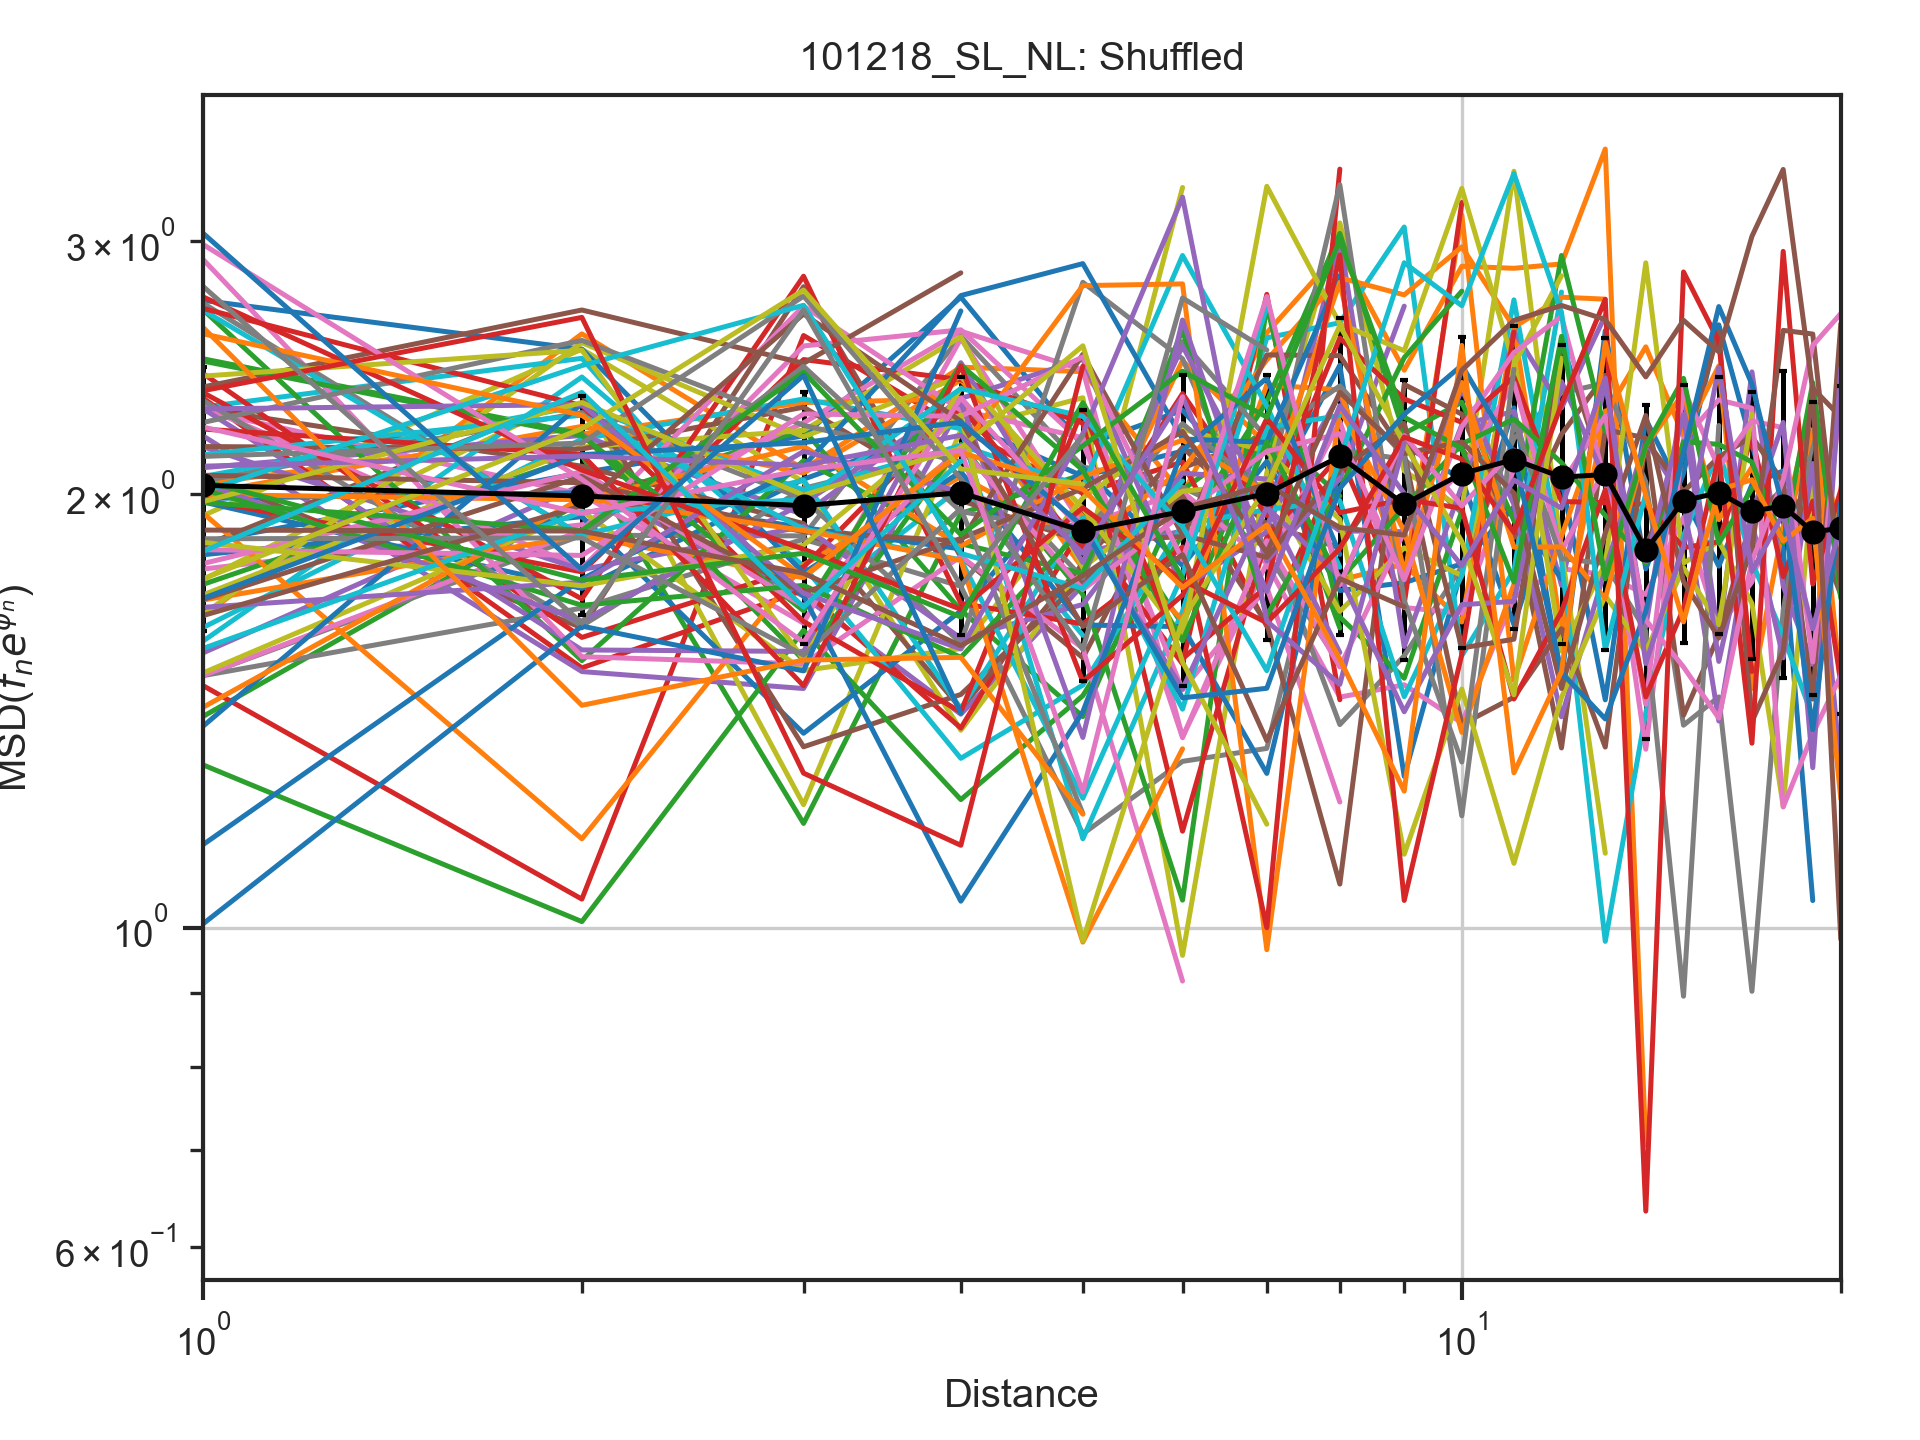 101218_SL_NL: Shuffled
3 × 10⁰
2 × 10⁰
10⁰
6 × 10⁻¹
MSD(fₙe^φₙ)
10⁰
10¹
Distance